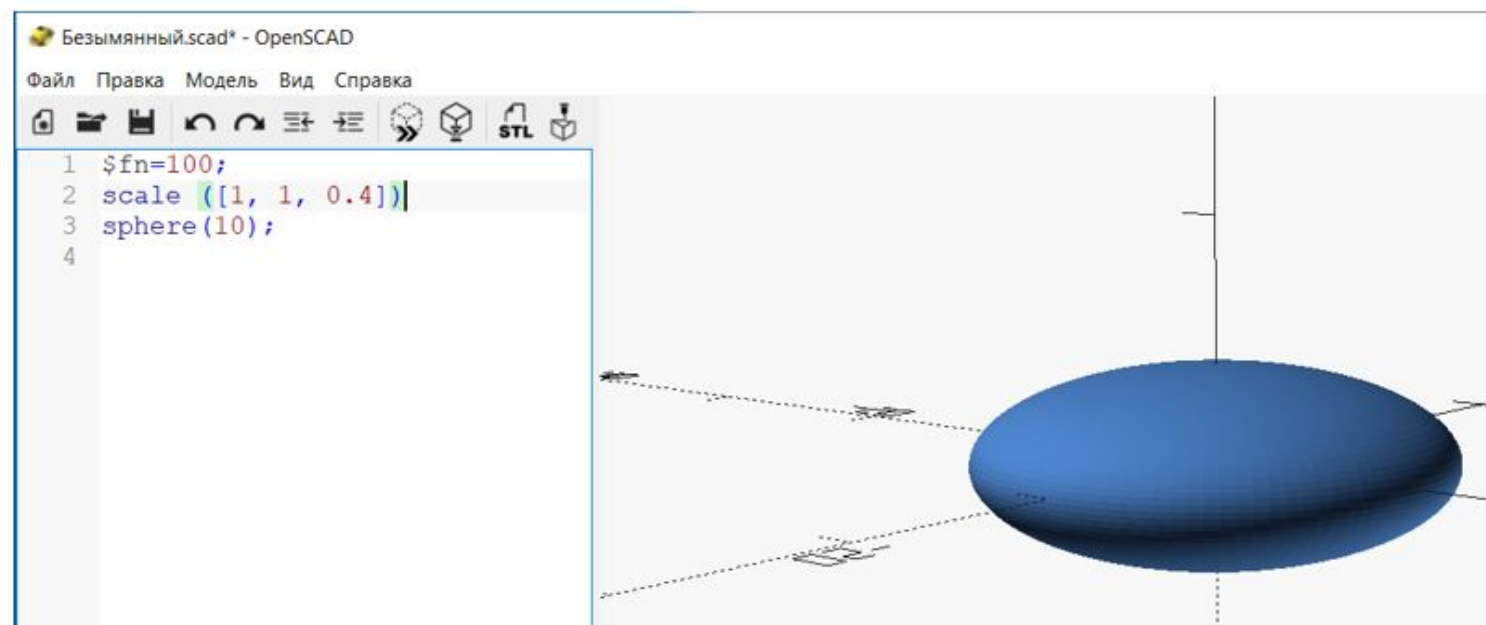 Безымянный.scad* - OpenSCAD
Файл Правка Модель Вид Справка
STL
1 $fn=100;
2 scale ([1, 1, 0.4])
3 sphere(10);
4